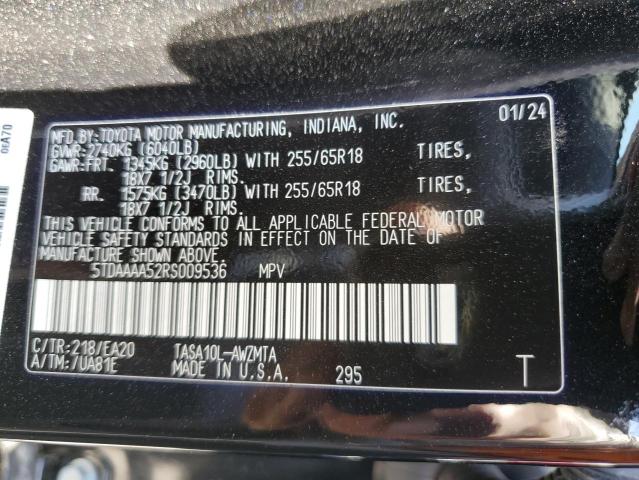 MFD.BY:TOYOTA MOTOR MANUFACTURING, INDIANA, INC. 01/24
GVWR:2740KG (6040LB)
GAWR:FRT. 1345KG (2960LB) WITH 255/65R18 TIRES,
18X7 1/2J RIMS.
RR. 1575KG (3470LB) WITH 255/65R18 TIRES,
18X7 1/2J RIMS.
THIS VEHICLE CONFORMS TO ALL APPLICABLE FEDERAL MOTOR
VEHICLE SAFETY STANDARDS IN EFFECT ON THE DATE OF
MANUFACTURE SHOWN ABOVE.
5TDAAAA52RS009536 MPV
C/TR:218/EA20 TASA10L-AWZMTA
A/TM:/UA81E MADE IN U.S.A. 295 T
06A70